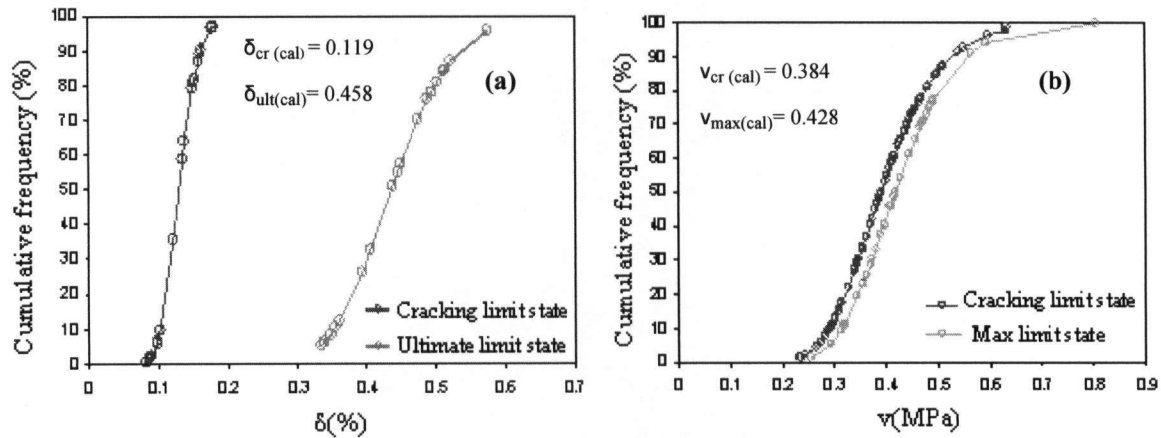 100
90
80
70
60
50
40
30
20
10
0
Cumulative frequency (%)
δcr (cal) = 0.119
δult(cal) = 0.458
(a)
Cracking limit state
Ultimate limit state
0 0.1 0.2 0.3 0.4 0.5 0.6 0.7
δ(%)
100
90
80
70
60
50
40
30
20
10
0
Cumulative frequency (%)
vcr (cal) = 0.384
vmax(cal) = 0.428
(b)
Cracking limit state
Max limit state
0 0.1 0.2 0.3 0.4 0.5 0.6 0.7 0.8 0.9
v(MPa)